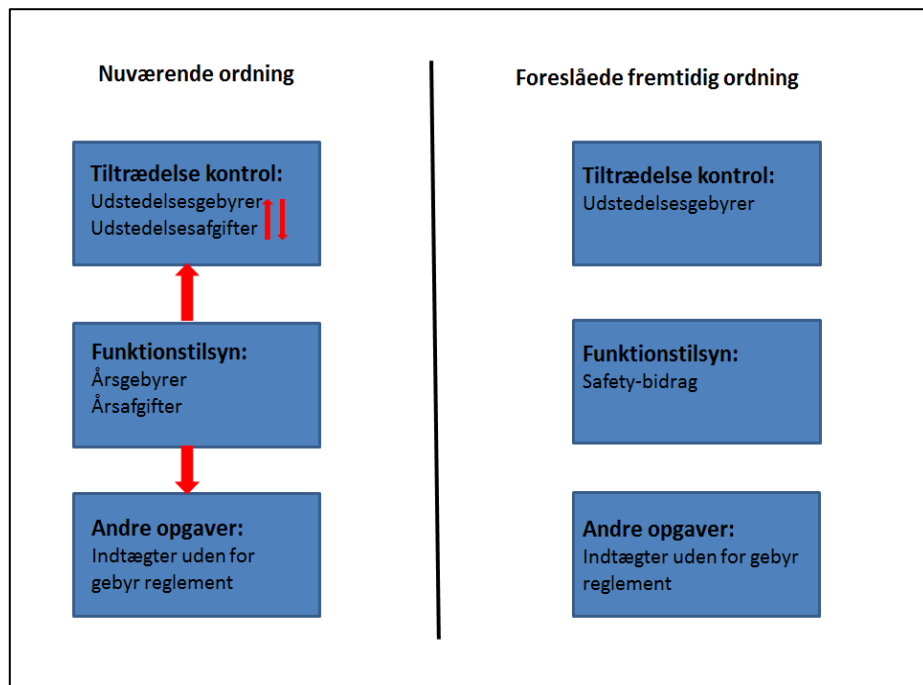 Nuværende ordning
Tiltrædelse kontrol:
Udstedelsesgebyrer
Udstedelsesafgifter
Funktionstilsyn:
Årsgebyrer
Årsafgifter
Andre opgaver:
Indtægter uden for
gebyr reglement
Foreslåede fremtidig ordning
Tiltrædelse kontrol:
Udstedelsesgebyrer
Funktionstilsyn:
Safety-bidrag
Andre opgaver:
Indtægter uden for gebyr
reglement